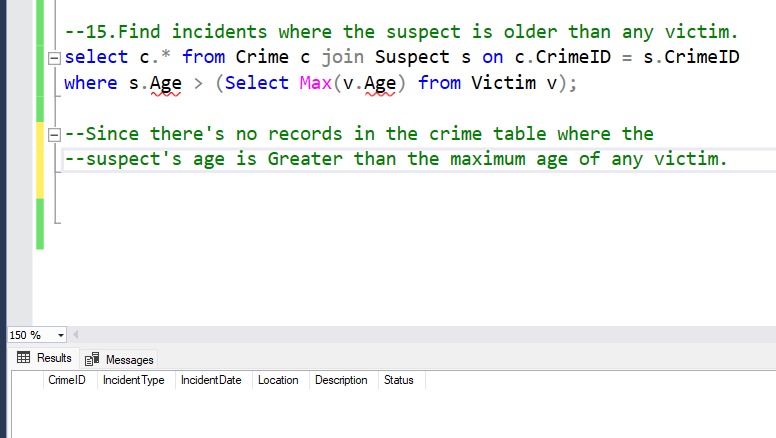 --15.Find incidents where the suspect is older than any victim.
select c.* from Crime c join Suspect s on c.CrimeID = s.CrimeID
where s.Age > (Select Max(v.Age) from Victim v);
--Since there's no records in the crime table where the
--suspect's age is Greater than the maximum age of any victim.
150 %
Results Messages
CrimeID IncidentType IncidentDate Location Description Status